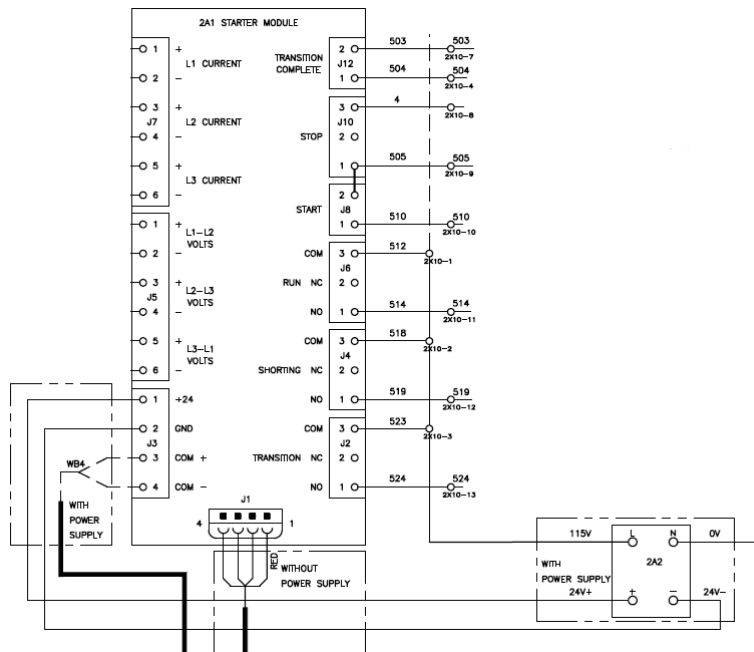 2A1 STARTER MODULE
1 +
L1 CURRENT
2 −
3 +
J7
L2 CURRENT
4 −
5 +
L3 CURRENT
6 −
1 +
L1−L2
VOLTS
2 −
3 +
L2−L3
J5
VOLTS
4 −
5 +
L3−L1
VOLTS
6 −
1 +24
2 GND
J3
3 COM +
4 COM −
WB4
WITH
POWER
SUPPLY
TRANSITION
COMPLETE
2
J12
1
503
503
2X10−7
504
504
2X10−4
STOP
3
J10
2
1
4
2X10−8
505
505
2X10−9
START
2
J8
1
510
510
2X10−10
COM 3
J6
RUN NC 2
NO 1
512
2X10−1
514
514
2X10−11
COM 3
J4
SHORTING NC 2
NO 1
518
2X10−2
519
519
2X10−12
COM 3
J2
TRANSITION NC 2
NO 1
523
2X10−3
524
524
2X10−13
J1
4
1
RED
WITHOUT
POWER SUPPLY
115V
L N
0V
WITH
POWER SUPPLY
2A2
24V+
+ −
24V−